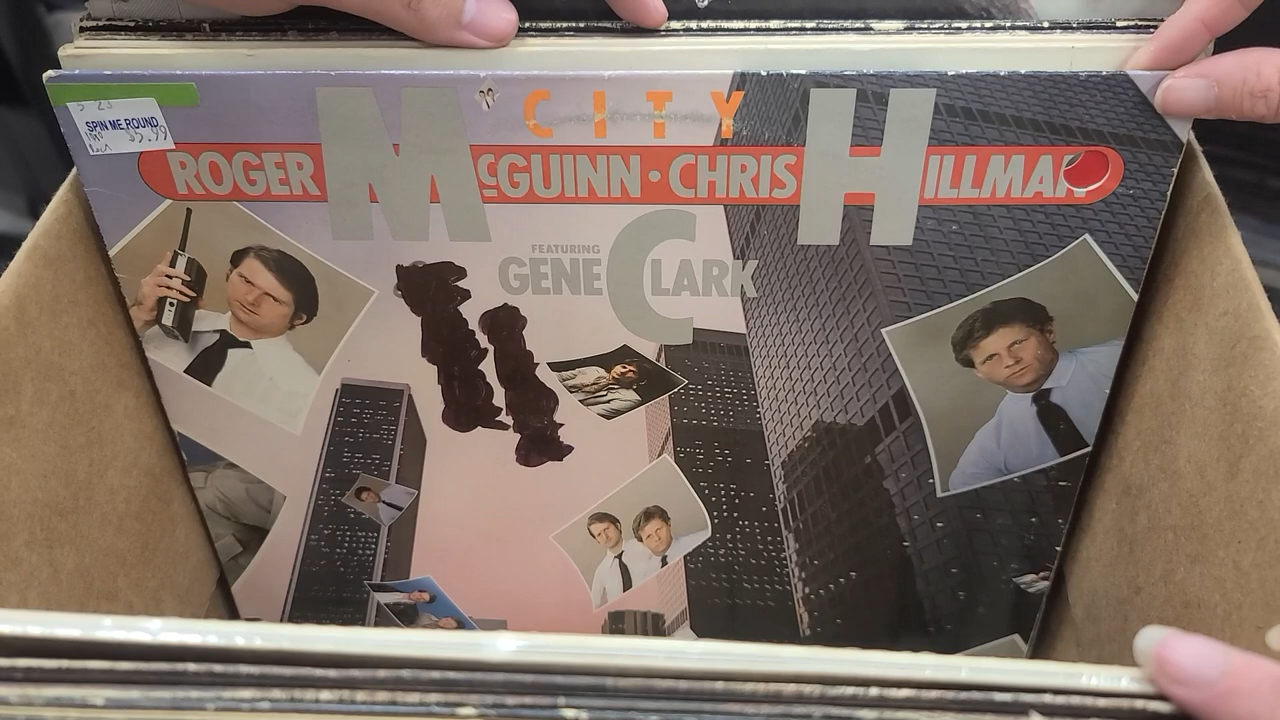 CITY
SPIN ME ROUND
$5.99
ROGER McGUINN · CHRIS HILLMAN
FEATURING
GENE CLARK